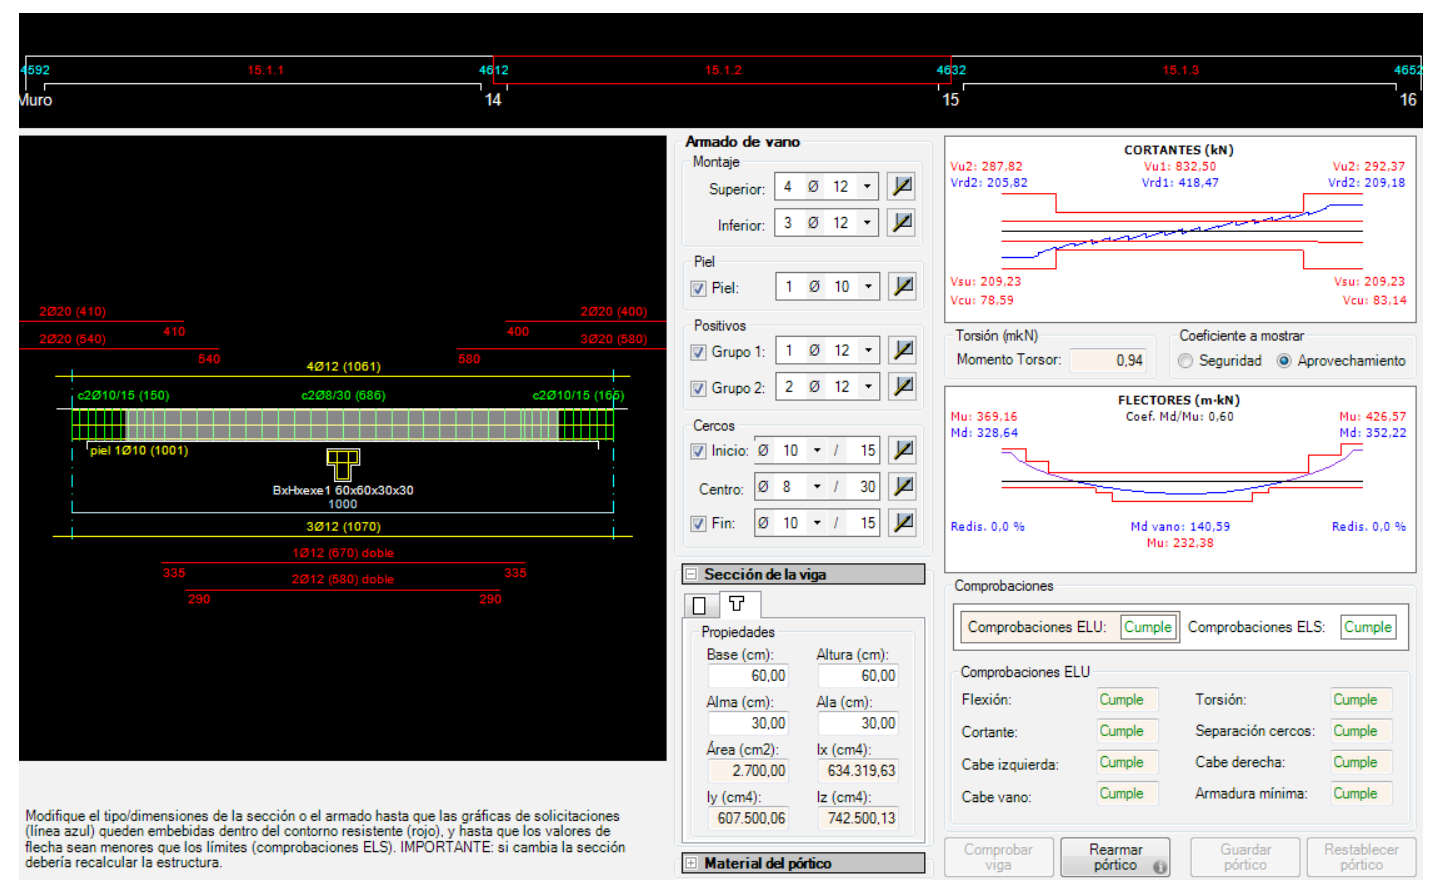 4592 15.1.1 4612 15.1.2 4632 15.1.3 4652
Muro 14 15 16
2Ø20 (410) 2Ø20 (400)
410 400
2Ø20 (540) 3Ø20 (580)
540 580
4Ø12 (1061)
c2Ø10/15 (150) c2Ø8/30 (686) c2Ø10/15 (165)
piel 1Ø10 (1001)
BxHxexe1 60x60x30x30
1000
3Ø12 (1070)
1Ø12 (670) doble
335 335
2Ø12 (580) doble
290 290
Modifique el tipo/dimensiones de la sección o el armado hasta que las gráficas de solicitaciones
(línea azul) queden embebidas dentro del contorno resistente (rojo), y hasta que los valores de
flecha sean menores que los límites (comprobaciones ELS). IMPORTANTE: si cambia la sección
debería recalcular la estructura.
Armado de vano
Montaje
Superior: 4 Ø 12
Inferior: 3 Ø 12
Piel
Piel: 1 Ø 10
Positivos
Grupo 1: 1 Ø 12
Grupo 2: 2 Ø 12
Cercos
Inicio: Ø 10 / 15
Centro: Ø 8 / 30
Fin: Ø 10 / 15
Sección de la viga
Propiedades
Base (cm): Altura (cm):
60,00 60,00
Alma (cm): Ala (cm):
30,00 30,00
Área (cm2): Ix (cm4):
2.700,00 634.319,63
Iy (cm4): Iz (cm4):
607.500,06 742.500,13
Material del pórtico
CORTANTES (kN)
Vu2: 287,82 Vu1: 832,50 Vu2: 292,37
Vrd2: 205,82 Vrd1: 418,47 Vrd2: 209,18
Vsu: 209,23 Vsu: 209,23
Vcu: 78,59 Vcu: 83,14
Torsión (mkN) Coeficiente a mostrar
Momento Torsor: 0,94 Seguridad Aprovechamiento
FLECTORES (m·kN)
Mu: 369,16 Coef. Md/Mu: 0,60 Mu: 426,57
Md: 328,64 Md: 352,22
Redis. 0,0 % Md vano: 140,59 Redis. 0,0 %
Mu: 232,38
Comprobaciones
Comprobaciones ELU: Cumple Comprobaciones ELS: Cumple
Comprobaciones ELU
Flexión: Cumple Torsión: Cumple
Cortante: Cumple Separación cercos: Cumple
Cabe izquierda: Cumple Cabe derecha: Cumple
Cabe vano: Cumple Armadura mínima: Cumple
Comprobar Rearmar Guardar Restablecer
viga pórtico pórtico pórtico